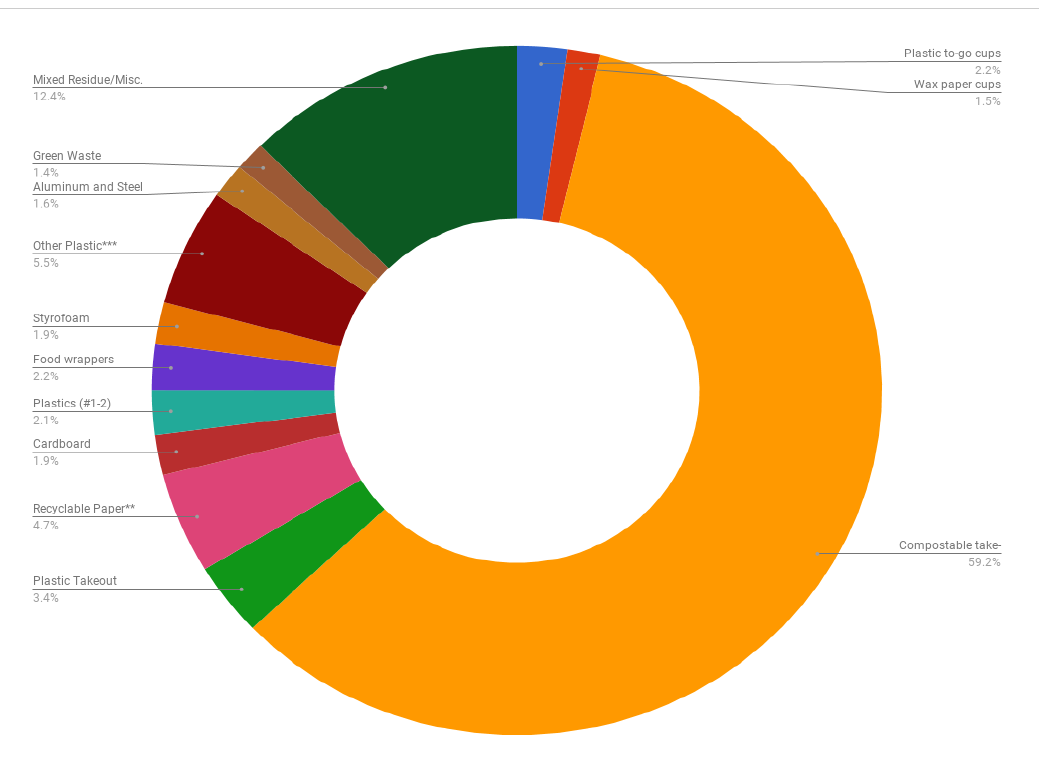 Plastic to-go cups
2.2%
Wax paper cups
1.5%
Compostable take-
59.2%
Mixed Residue/Misc.
12.4%
Green Waste
1.4%
Aluminum and Steel
1.6%
Other Plastic***
5.5%
Styrofoam
1.9%
Food wrappers
2.2%
Plastics (#1-2)
2.1%
Cardboard
1.9%
Recyclable Paper**
4.7%
Plastic Takeout
3.4%